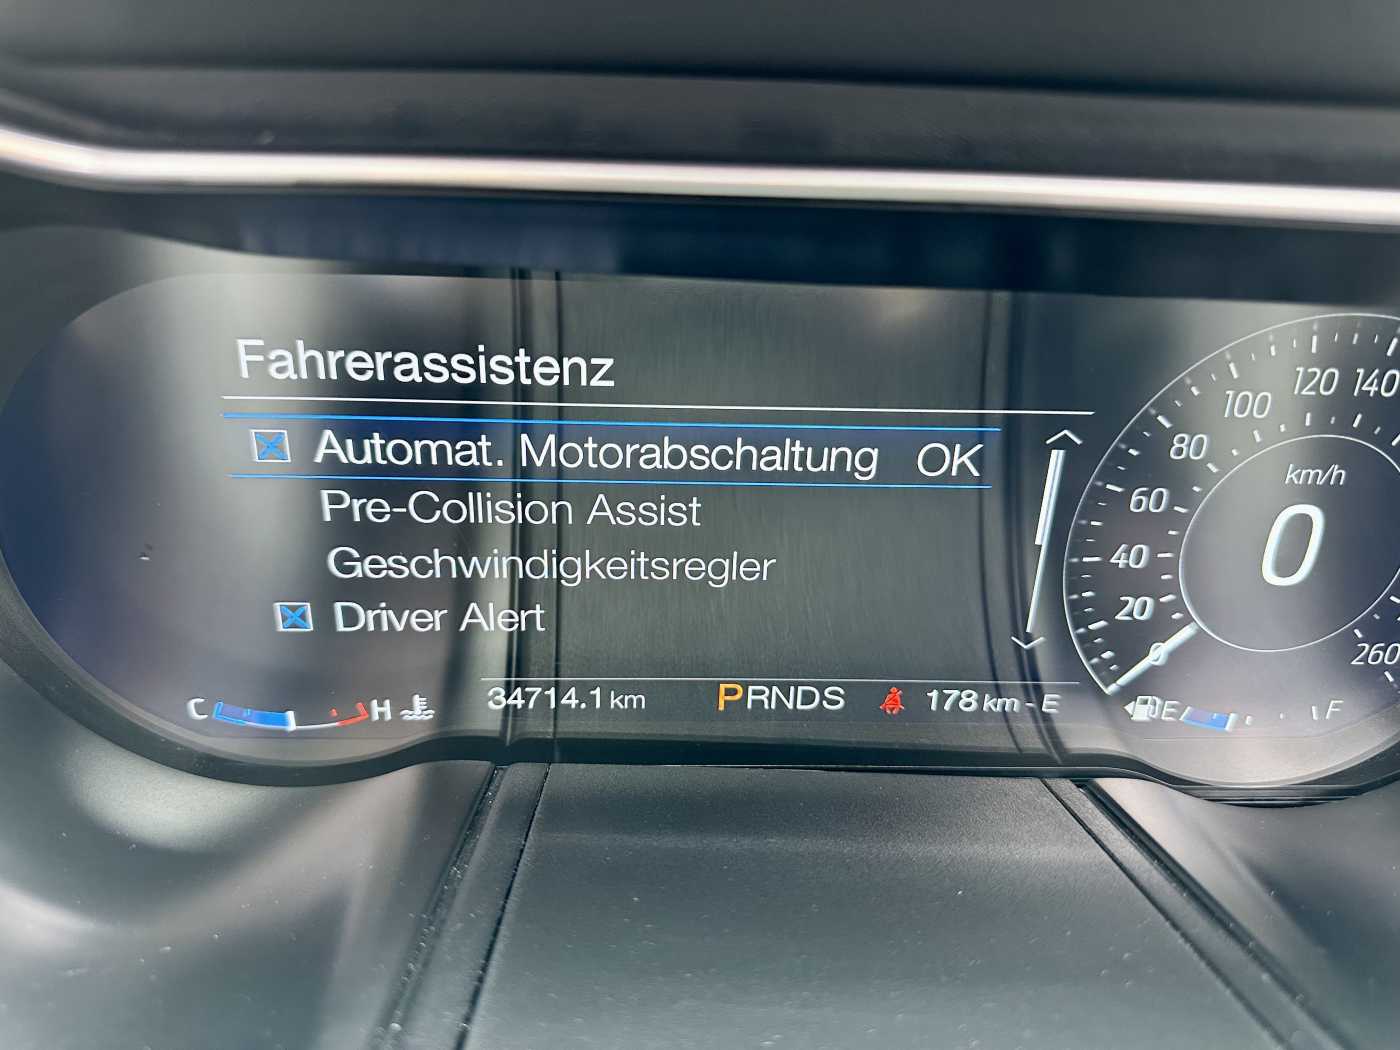 Fahrerassistenz
Automat. Motorabschaltung OK
Pre-Collision Assist
Geschwindigkeitsregler
Driver Alert
C H
34714.1 km PRNDS 178 km - E
E F
0 20 40 60 80 100 120 140 260
km/h
0